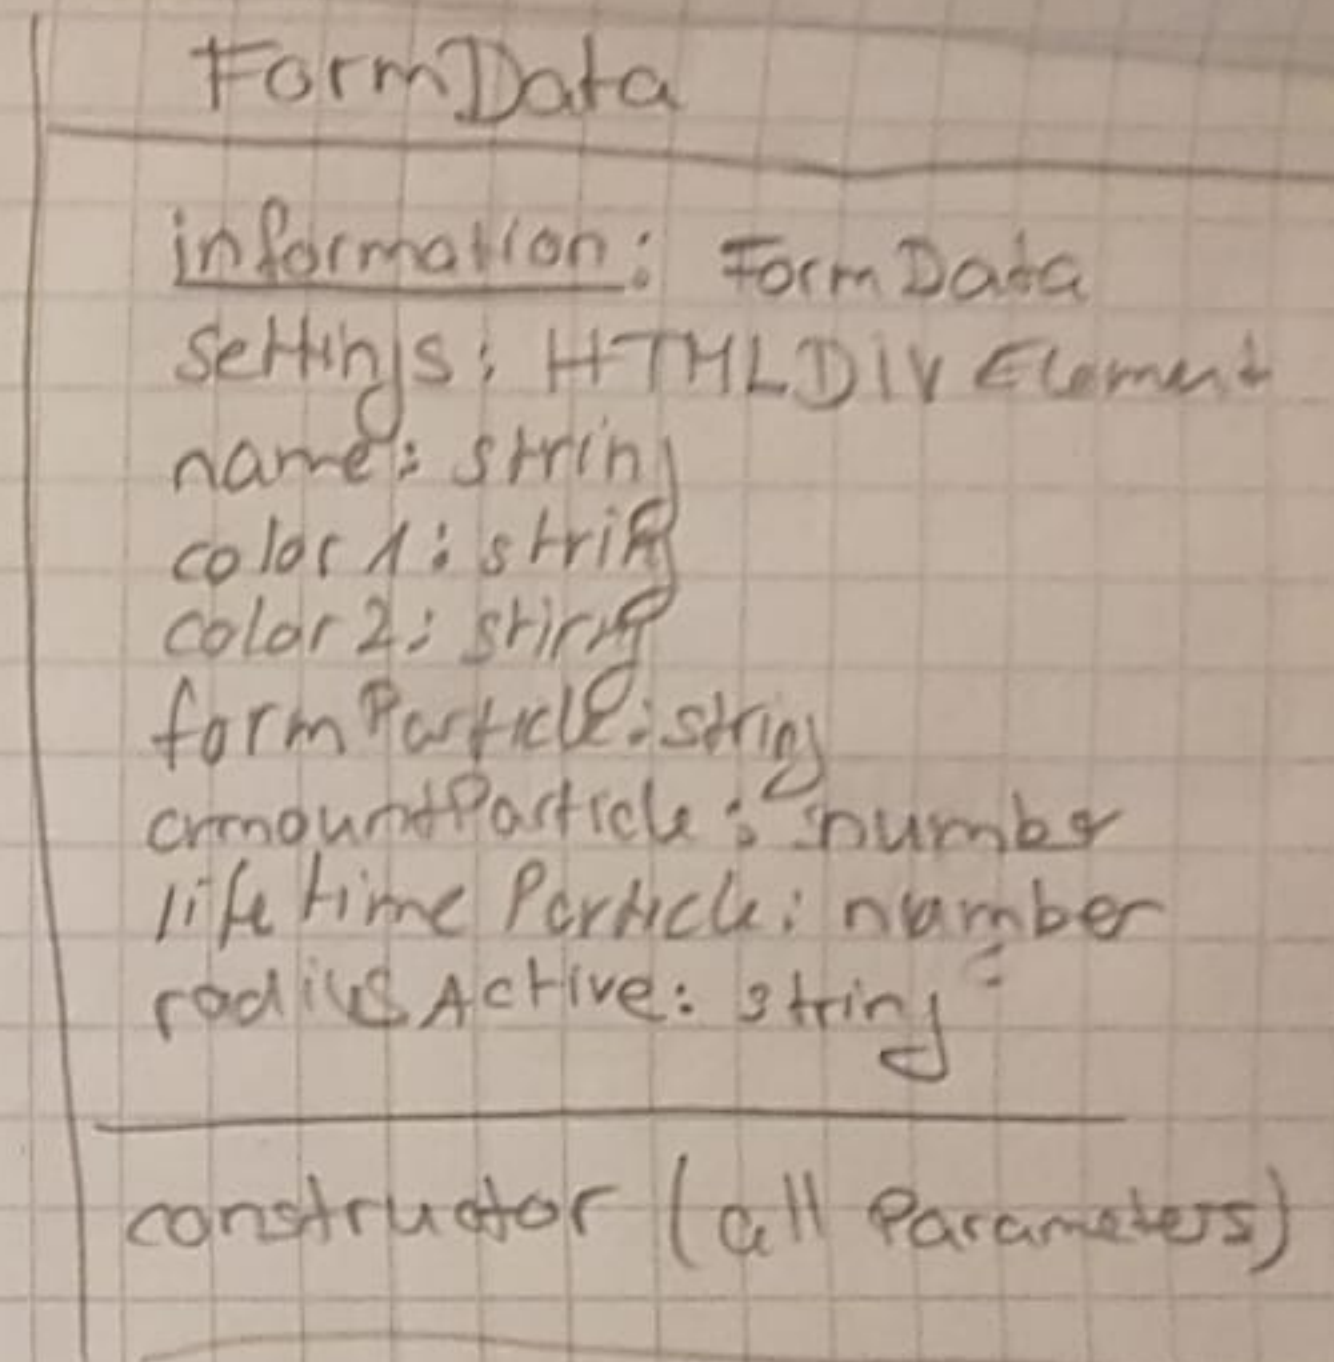 FormData
information: FormData
settings: HTMLDIVElement
name: string
color1: string
color2: stirng
formParticle: string
amountParticle: number
lifetimeParticle: number
radiusActive: string
constructor (all Parameters)